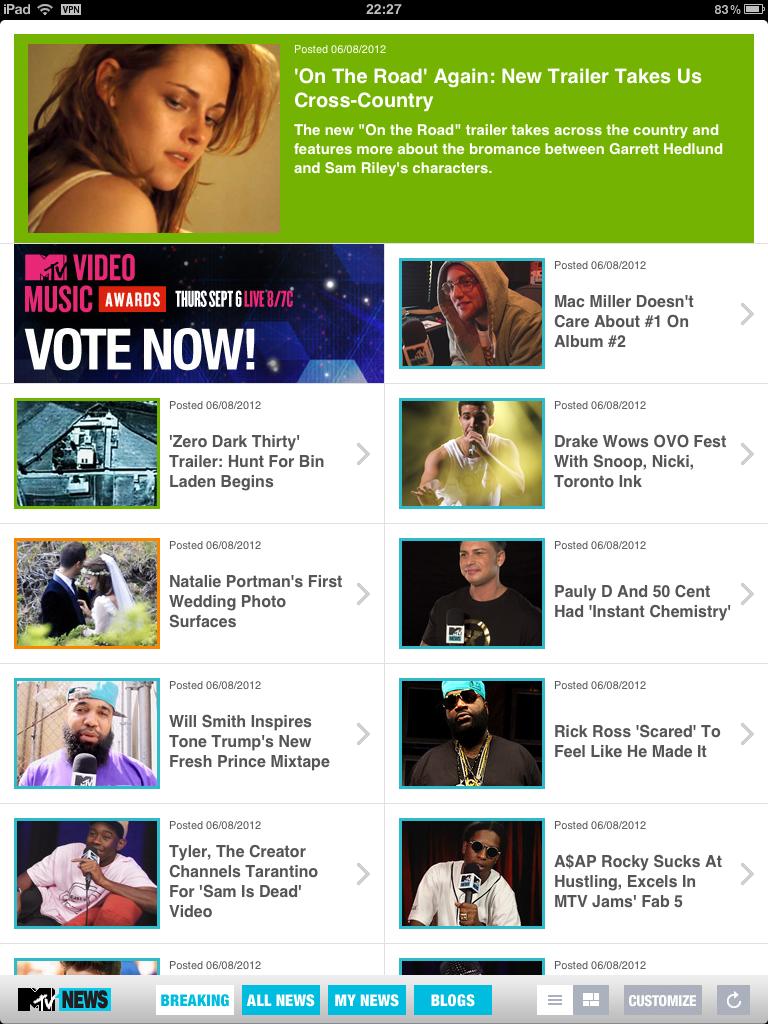 iPad VPN 22:27 83%
Posted 06/08/2012
'On The Road' Again: New Trailer Takes Us
Cross-Country
The new "On the Road" trailer takes across the country and
features more about the bromance between Garrett Hedlund
and Sam Riley's characters.
MTV VIDEO
MUSIC AWARDS THURS SEPT 6 LIVE 8/7C
VOTE NOW!
Posted 06/08/2012
Mac Miller Doesn't
Care About #1 On
Album #2
Posted 06/08/2012
'Zero Dark Thirty'
Trailer: Hunt For Bin
Laden Begins
Posted 06/08/2012
Drake Wows OVO Fest
With Snoop, Nicki,
Toronto Ink
Posted 06/08/2012
Natalie Portman's First
Wedding Photo
Surfaces
Posted 06/08/2012
Pauly D And 50 Cent
Had 'Instant Chemistry'
Posted 06/08/2012
Will Smith Inspires
Tone Trump's New
Fresh Prince Mixtape
Posted 06/08/2012
Rick Ross 'Scared' To
Feel Like He Made It
Posted 06/08/2012
Tyler, The Creator
Channels Tarantino
For 'Sam Is Dead'
Video
Posted 06/08/2012
A$AP Rocky Sucks At
Hustling, Excels In
MTV Jams' Fab 5
Posted 06/08/2012
Posted 06/08/2012
MTV NEWS BREAKING ALL NEWS MY NEWS BLOGS CUSTOMIZE